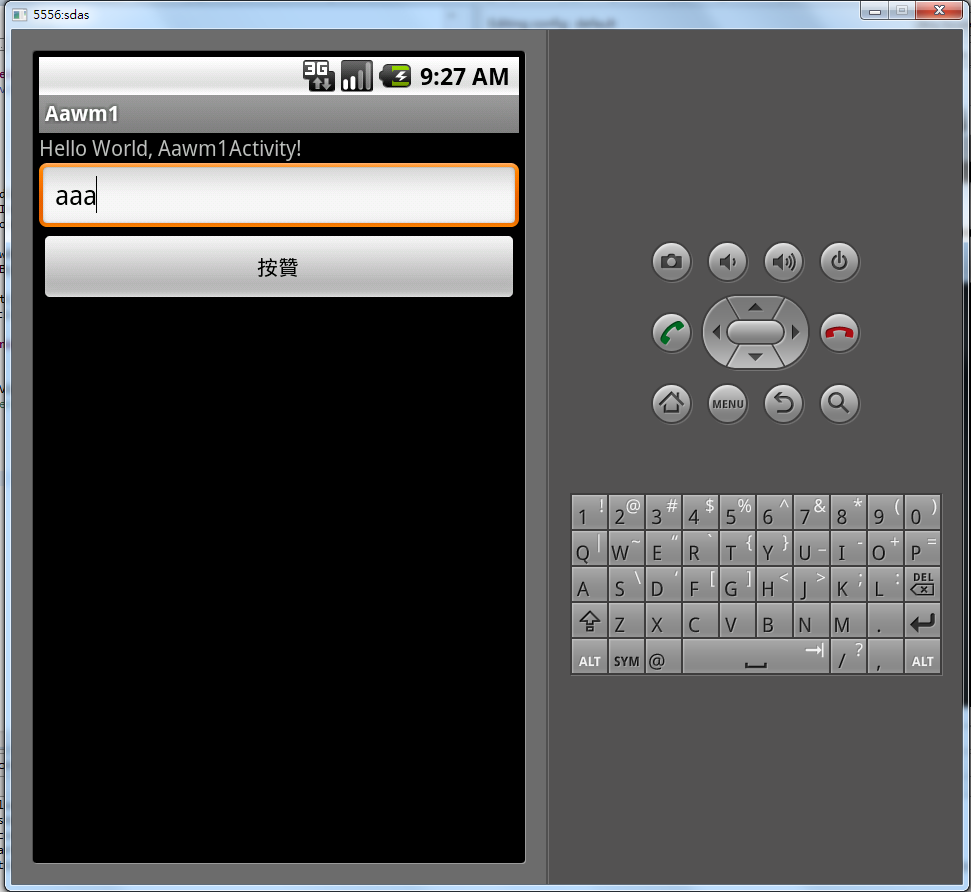 5556:sdas
3G 9:27 AM
Aawm1
Hello World, Aawm1Activity!
aaa
按贊
MENU
1 ! 2 @ 3 # 4 $ 5 % 6 ^ 7 & 8 * 9 ( 0 )
Q | W ~ E " R ` T { Y } U _ I - O + P =
A S \ D ' F [ G ] H < J > K ; L : DEL
Z X C V B N M .
ALT SYM @ / ? , ALT